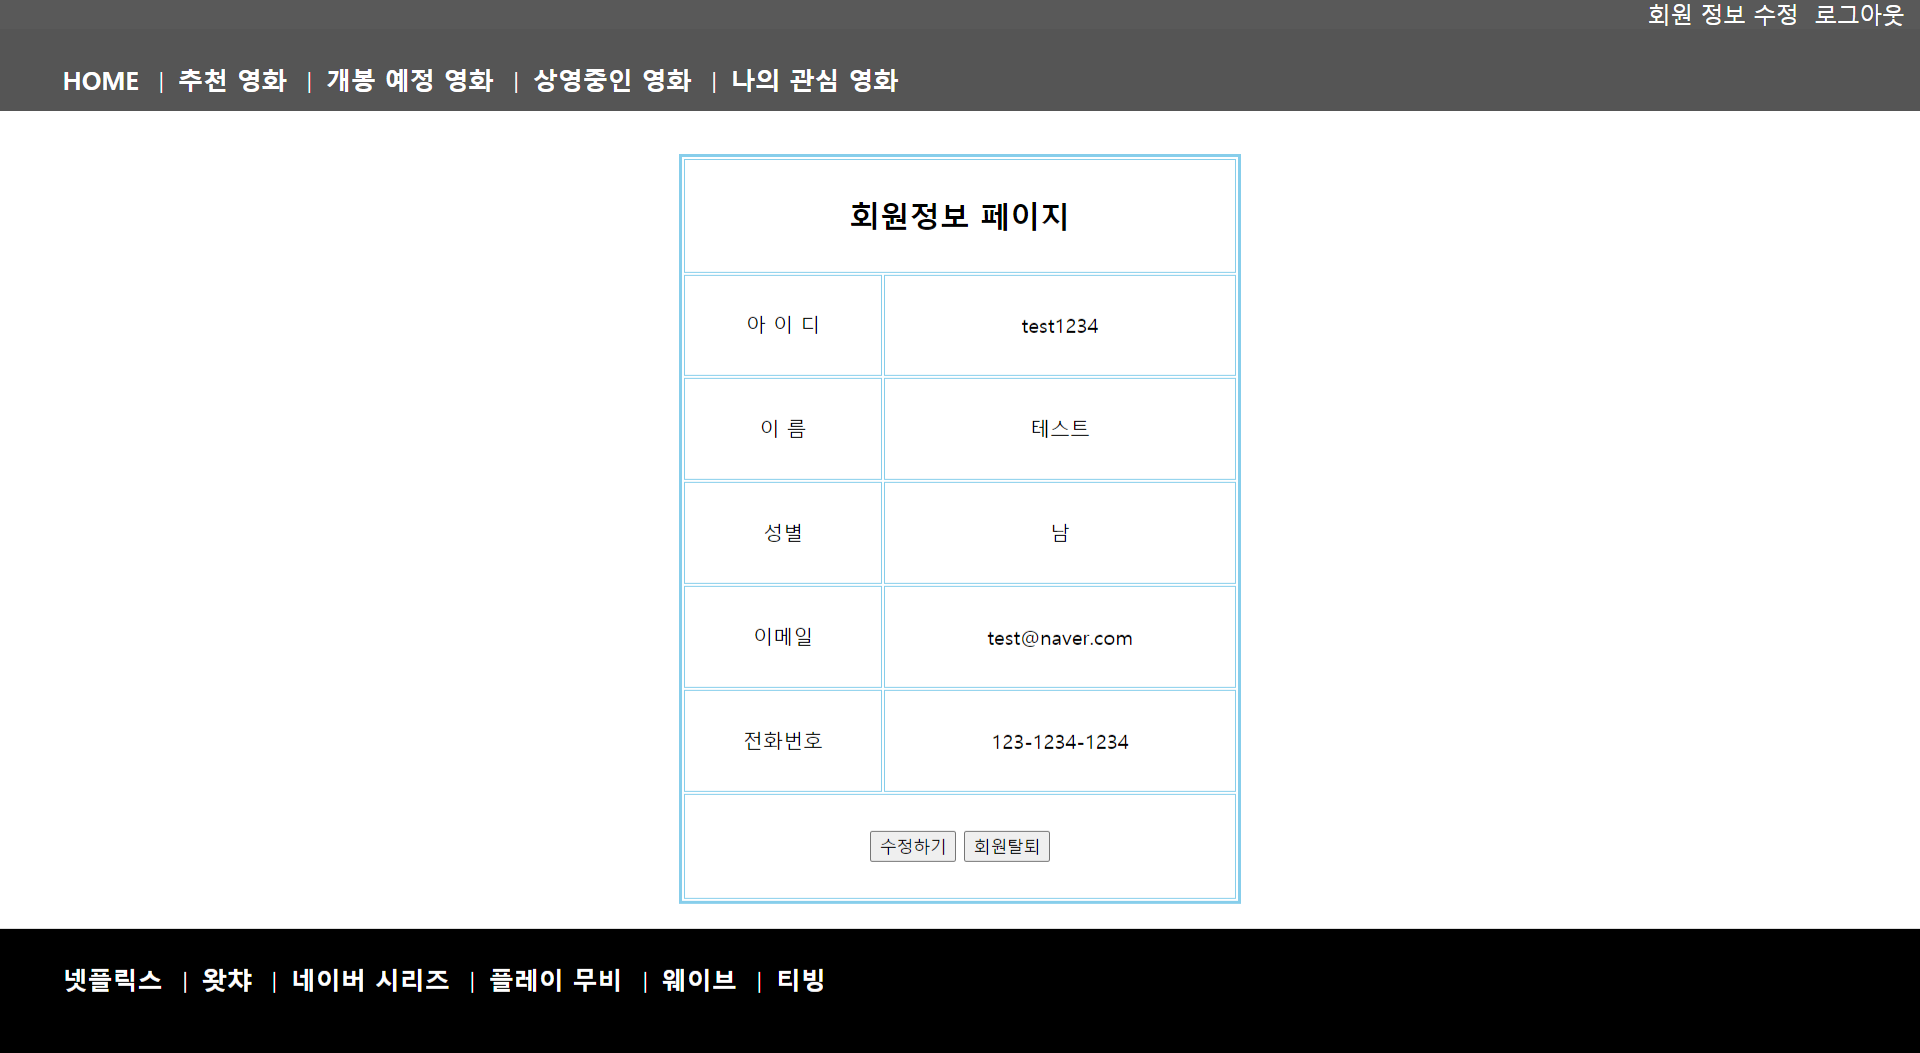 회원 정보 수정 로그아웃
HOME | 추천 영화 | 개봉 예정 영화 | 상영중인 영화 | 나의 관심 영화
회원정보 페이지
아 이 디 test1234
이 름 테스트
성별 남
이메일 test@naver.com
전화번호 123-1234-1234
수정하기 회원탈퇴
넷플릭스 | 왓챠 | 네이버 시리즈 | 플레이 무비 | 웨이브 | 티빙